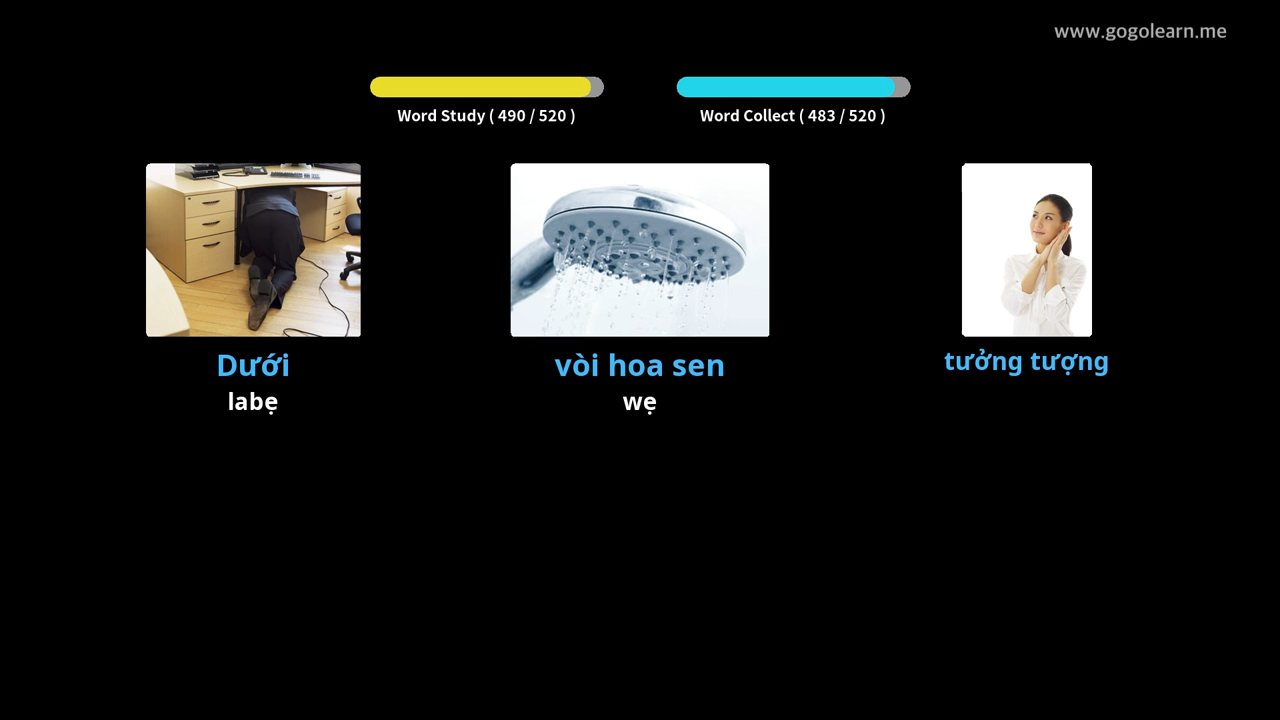 www.gogolearn.me
Word Study ( 490 / 520 )
Word Collect ( 483 / 520 )
Dưới
labẹ
vòi hoa sen
wẹ
tưởng tượng